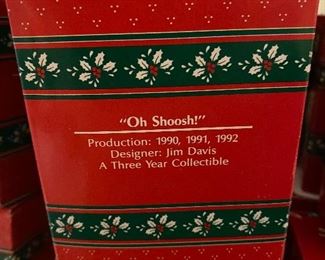 "Oh Shoosh!"
Production: 1990, 1991, 1992
Designer: Jim Davis
A Three Year Collectible